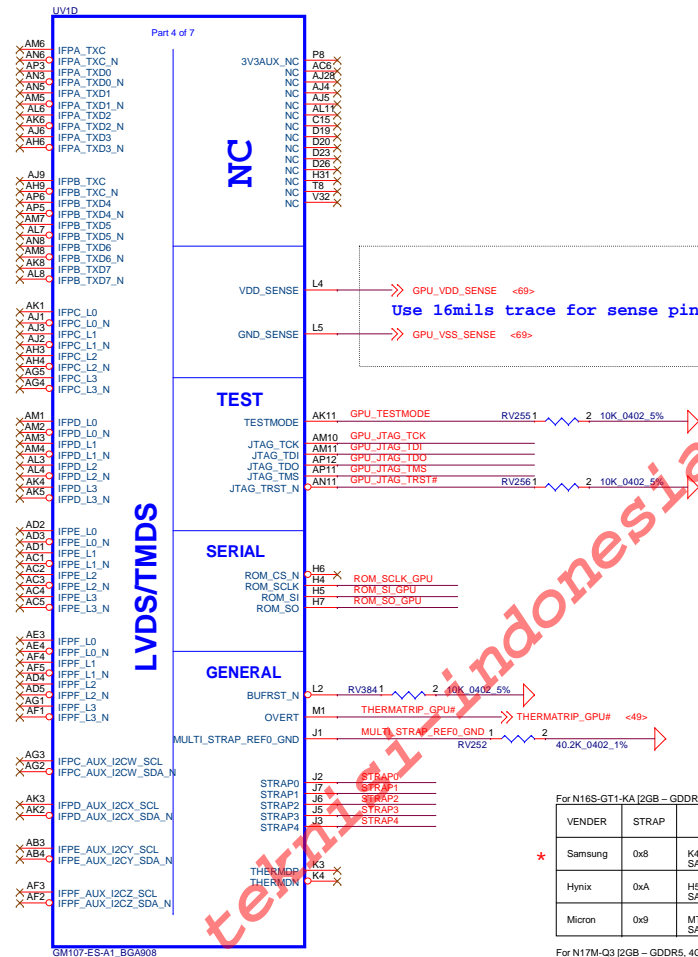 UV1D
Part 4 of 7
AM6 IFPA_TXC
AN6 IFPA_TXC_N
AP3 IFPA_TXD0
AN3 IFPA_TXD0_N
AN5 IFPA_TXD1
AM5 IFPA_TXD1_N
AL6 IFPA_TXD2
AK6 IFPA_TXD2_N
AJ6 IFPA_TXD3
AH6 IFPA_TXD3_N
AJ9 IFPB_TXC
AH9 IFPB_TXC_N
AP6 IFPB_TXD4
AP5 IFPB_TXD4_N
AM7 IFPB_TXD5
AL7 IFPB_TXD5_N
AN8 IFPB_TXD6
AM8 IFPB_TXD6_N
AK8 IFPB_TXD7
AL8 IFPB_TXD7_N
AK1 IFPC_L0
AJ1 IFPC_L0_N
AJ3 IFPC_L1
AJ2 IFPC_L1_N
AH3 IFPC_L2
AH4 IFPC_L2_N
AG5 IFPC_L3
AG4 IFPC_L3_N
AM1 IFPD_L0
AM2 IFPD_L0_N
AM3 IFPD_L1
AM4 IFPD_L1_N
AL3 IFPD_L2
AL4 IFPD_L2_N
AK4 IFPD_L3
AK5 IFPD_L3_N
AD2 IFPE_L0
AD3 IFPE_L0_N
AD1 IFPE_L1
AC1 IFPE_L1_N
AC2 IFPE_L2
AC3 IFPE_L2_N
AC4 IFPE_L3
AC5 IFPE_L3_N
AE3 IFPF_L0
AE4 IFPF_L0_N
AF4 IFPF_L1
AF5 IFPF_L1_N
AD4 IFPF_L2
AD5 IFPF_L2_N
AG1 IFPF_L3
AF1 IFPF_L3_N
AG3 IFPC_AUX_I2CW_SCL
AG2 IFPC_AUX_I2CW_SDA_N
AK3 IFPD_AUX_I2CX_SCL
AK2 IFPD_AUX_I2CX_SDA_N
AB3 IFPE_AUX_I2CY_SCL
AB4 IFPE_AUX_I2CY_SDA_N
AF3 IFPF_AUX_I2CZ_SCL
AF2 IFPF_AUX_I2CZ_SDA_N
LVDS/TMDS
NC
3V3AUX_NC P8
NC AC6
NC AJ28
NC AJ4
NC AJ5
NC AL11
NC C15
NC D19
NC D20
NC D23
NC D26
NC H31
NC T8
NC V32
VDD_SENSE L4 GPU_VDD_SENSE <69>
Use 16mils trace for sense pin
GND_SENSE L5 GPU_VSS_SENSE <69>
TEST
TESTMODE AK11 GPU_TESTMODE RV255 1 2 10K_0402_5%
JTAG_TCK AM10 GPU_JTAG_TCK
JTAG_TDI AM11 GPU_JTAG_TDI
JTAG_TDO AP12 GPU_JTAG_TDO
JTAG_TMS AP11 GPU_JTAG_TMS
JTAG_TRST_N AN11 GPU_JTAG_TRST# RV256 1 2 10K_0402_5%
SERIAL
ROM_CS_N H6
ROM_SCLK H4 ROM_SCLK_GPU
ROM_SI H5 ROM_SI_GPU
ROM_SO H7 ROM_SO_GPU
GENERAL
BUFRST_N L2 RV384 1 2 10K_0402_5%
OVERT M1 THERMATRIP_GPU# THERMATRIP_GPU# <49>
MULTI_STRAP_REF0_GND J1 MULTI_STRAP_REF0_GND RV252 1 2 40.2K_0402_1%
STRAP0 J2 STRAP0
STRAP1 J7 STRAP1
STRAP2 J6 STRAP2
STRAP3 J5 STRAP3
STRAP4 J3 STRAP4
THERMDP K3
THERMDN K4
GM107-ES-A1_BGA908
teknisi-indonesia
For N16S-GT1-KA [2GB – GDDR
VENDER STRAP
* Samsung 0x8 K4
SA
Hynix 0xA H5
SA
Micron 0x9 MT
SA
For N17M-Q3 [2GB – GDDR5, 4G